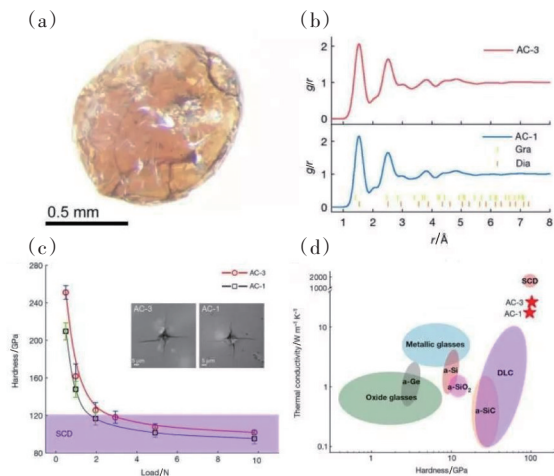 (a)
0.5 mm
(b)
AC-3
g/r
2
1
0
AC-1
Gra
Dia
g/r
2
1
0
0 1 2 3 4 5 6 7 8
r/Å
(c)
AC-3
AC-1
280
240
200
160
120
80
Hardness/GPa
AC-3
AC-1
5 μm
5 μm
SCD
0 2 4 6 8 10
Load/N
(d)
Thermal conductivity/W m⁻¹ K⁻¹
2000
1000
10
1
0.1
SCD
AC-3
AC-1
Metallic glasses
a-Si
a-Ge
a-SiO₂
DLC
Oxide glasses
a-SiC
1 10 100
Hardness/GPa